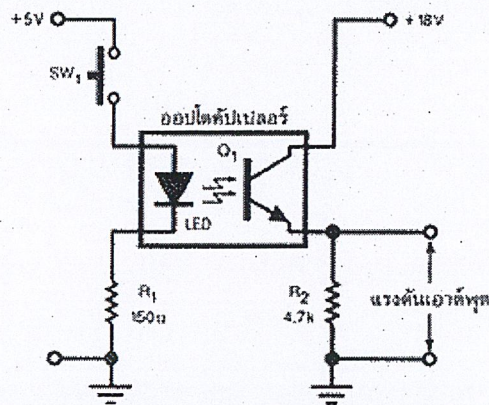 +5V
+18V
SW₁
ออปโตคัปเปลอร์
Q₁
LED
R₁
150Ω
R₂
4.7k
แรงดันเอาต์พุต